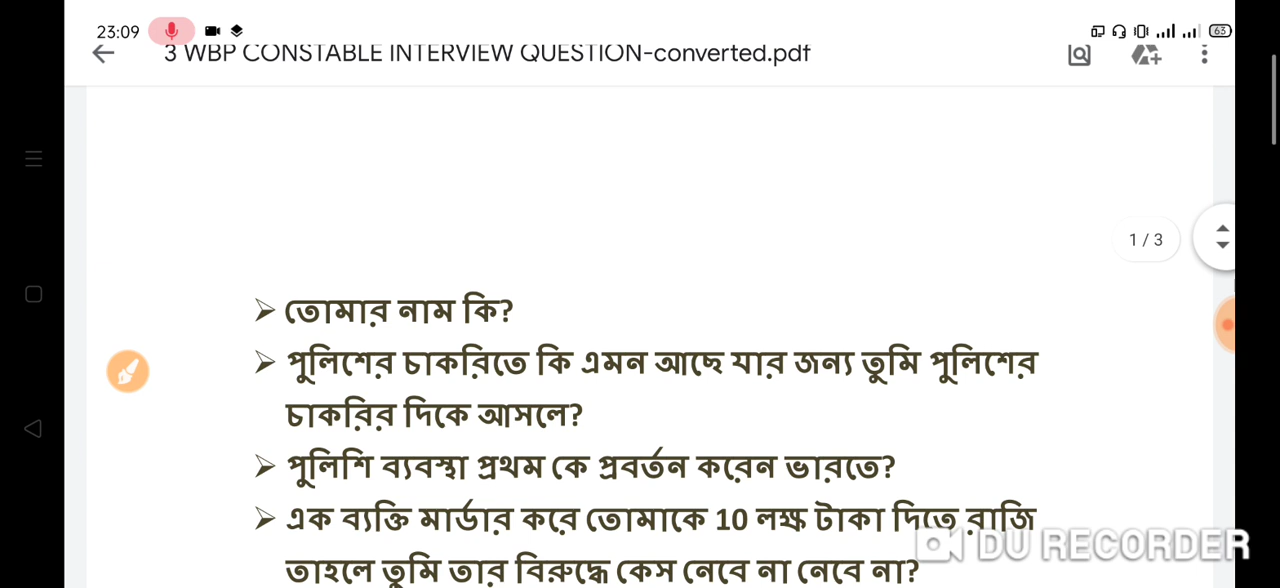 23:09
63
3 WBP CONSTABLE INTERVIEW QUESTION-converted.pdf
1 / 3
➢ তোমার নাম কি?
➢ পুলিশের চাকরিতে কি এমন আছে যার জন্য তুমি পুলিশের
চাকরির দিকে আসলে?
➢ পুলিশি ব্যবস্থা প্রথম কে প্রবর্তন করেন ভারতে?
➢ এক ব্যক্তি মার্ডার করে তোমাকে 10 লক্ষ টাকা দিতে রাজি
তাহলে তুমি তার বিরুদ্ধে কেস নেবে না নেবে না?
DU RECORDER